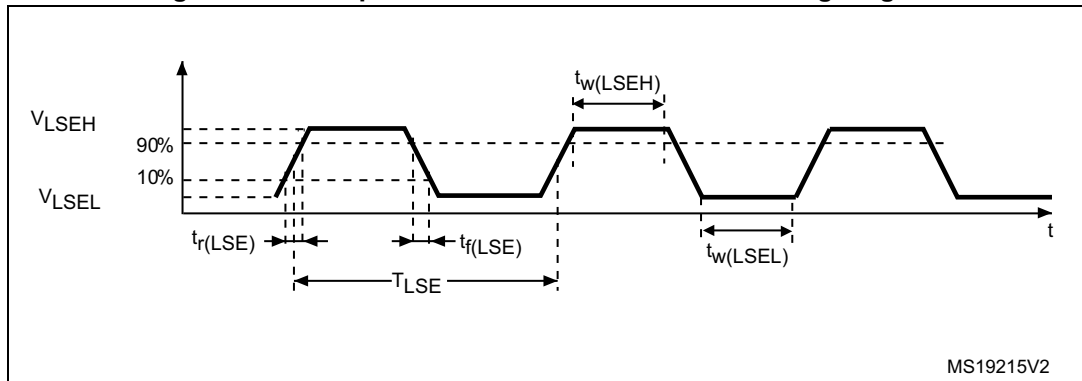 tw(LSEH)
VLSEH
90%
10%
VLSEL
tr(LSE)
tf(LSE)
tw(LSEL)
t
TLSE
MS19215V2